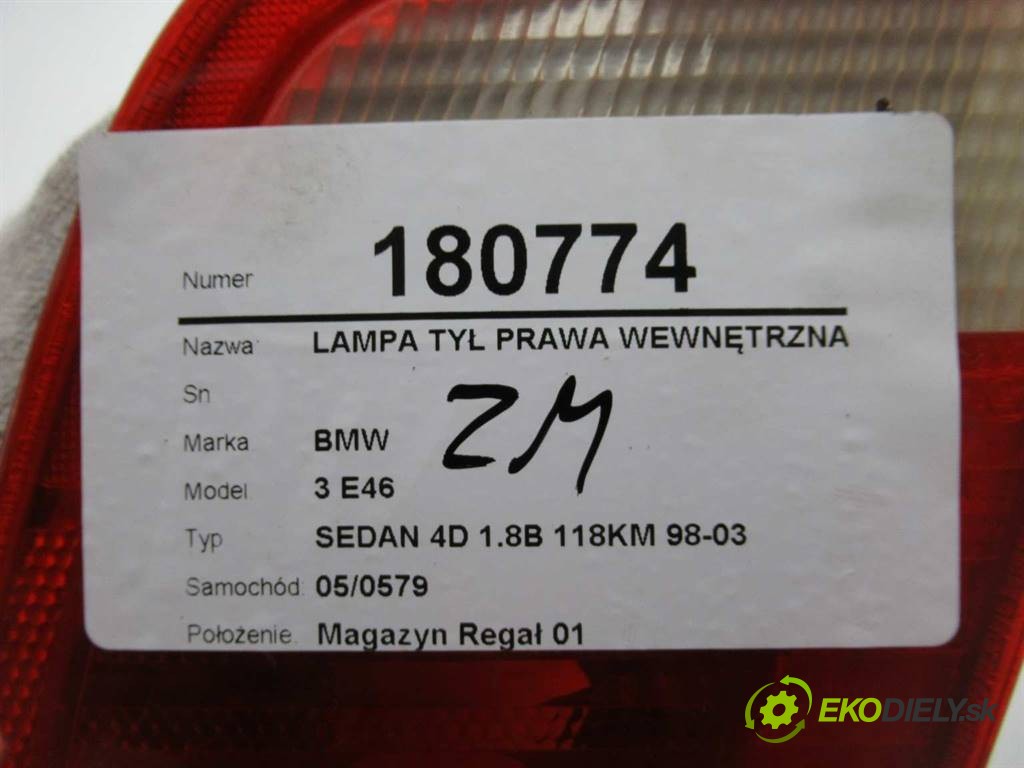 Numer 180774
Nazwa LAMPA TYŁ PRAWA WEWNĘTRZNA
Sn
Marka BMW
ZM
Model 3 E46
Typ SEDAN 4D 1.8B 118KM 98-03
Samochód: 05/0579
Położenie. Magazyn Regał 01
EKODIELY.sk